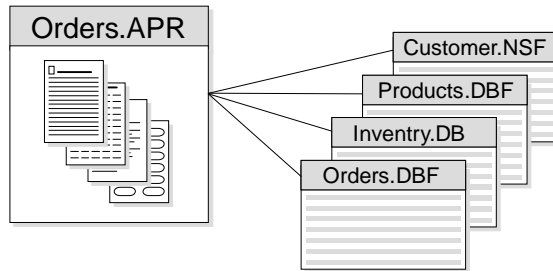 Orders.APR
Customer.NSF
Products.DBF
Inventry.DB
Orders.DBF